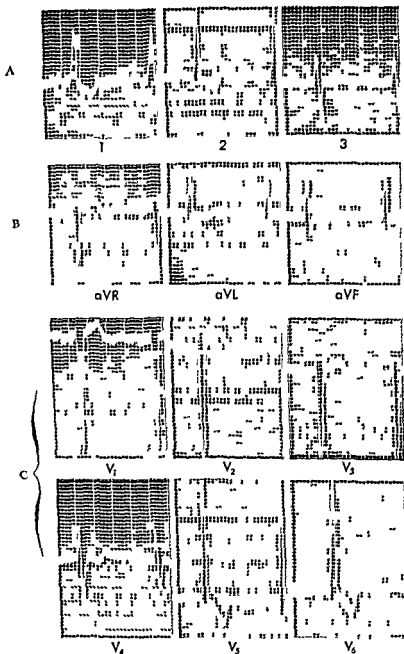 A
1 2 3
B
aVR aVL aVF
C
V₁ V₂ V₃
V₄ V₅ V₆